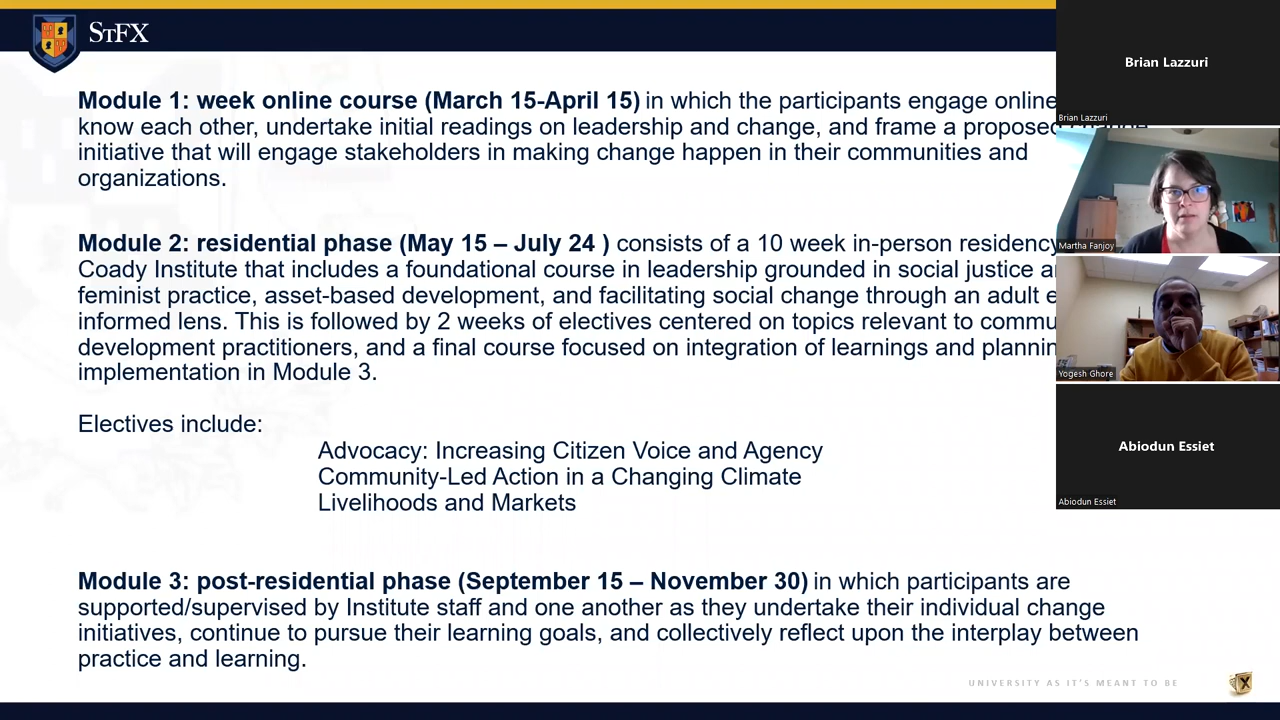 STFX
Module 1: week online course (March 15-April 15) in which the participants engage online
know each other, undertake initial readings on leadership and change, and frame a proposed change
initiative that will engage stakeholders in making change happen in their communities and
organizations.
Module 2: residential phase (May 15 – July 24 ) consists of a 10 week in-person residency
Coady Institute that includes a foundational course in leadership grounded in social justice
feminist practice, asset-based development, and facilitating social change through an adult
informed lens. This is followed by 2 weeks of electives centered on topics relevant to
development practitioners, and a final course focused on integration of learnings and
implementation in Module 3.
Electives include:
Advocacy: Increasing Citizen Voice and Agency
Community-Led Action in a Changing Climate
Livelihoods and Markets
Module 3: post-residential phase (September 15 – November 30) in which participants are
supported/supervised by Institute staff and one another as they undertake their individual change
initiatives, continue to pursue their learning goals, and collectively reflect upon the interplay between
practice and learning.
UNIVERSITY AS IT'S MEANT TO BE
X
Brian Lazzuri
Brian Lazzuri
Martha Fanjoy
Yogesh Ghore
Abiodun Essiet
Abiodun Essiet